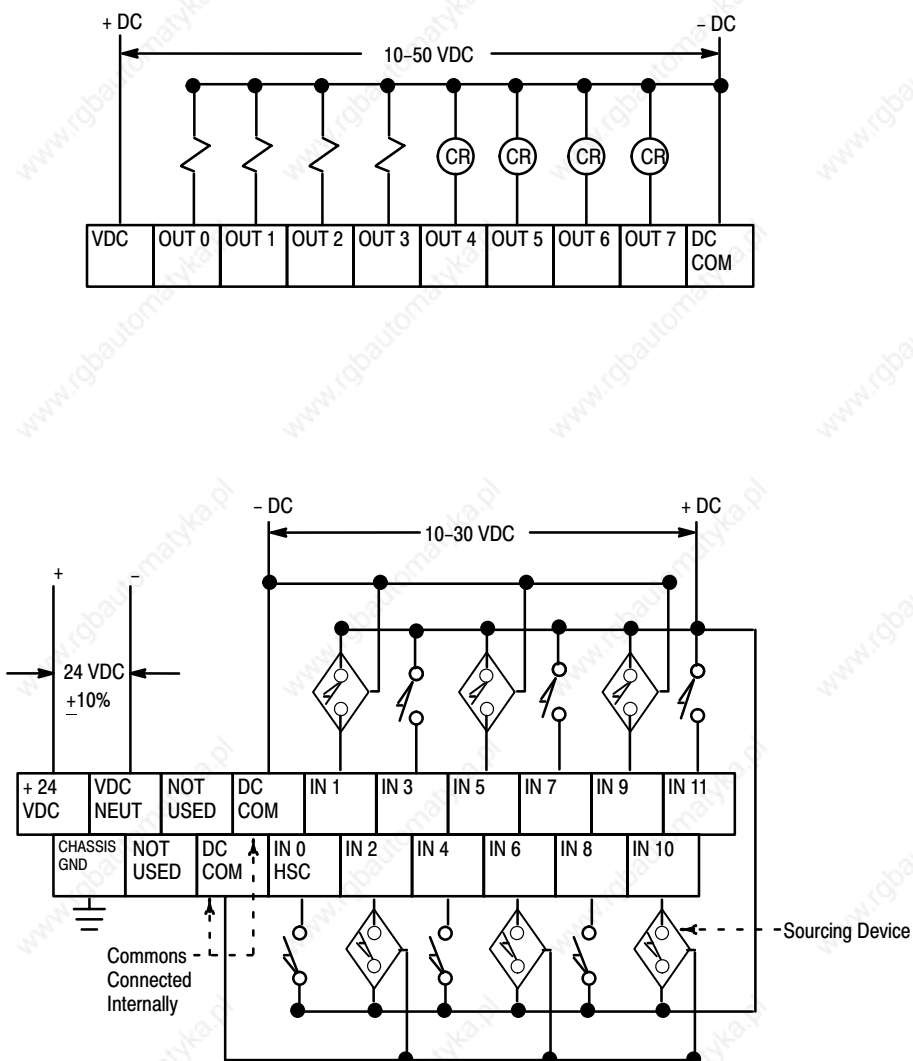 + DC
– DC
10–50 VDC
CR
CR
CR
CR
VDC
OUT 0
OUT 1
OUT 2
OUT 3
OUT 4
OUT 5
OUT 6
OUT 7
DC
COM
– DC
+ DC
10–30 VDC
+
–
24 VDC
±10%
+ 24
VDC
VDC
NEUT
NOT
USED
DC
COM
IN 1
IN 3
IN 5
IN 7
IN 9
IN 11
CHASSIS
GND
NOT
USED
DC
COM
IN 0
HSC
IN 2
IN 4
IN 6
IN 8
IN 10
Sourcing Device
Commons
Connected
Internally
www.rgbautomatyka.pl